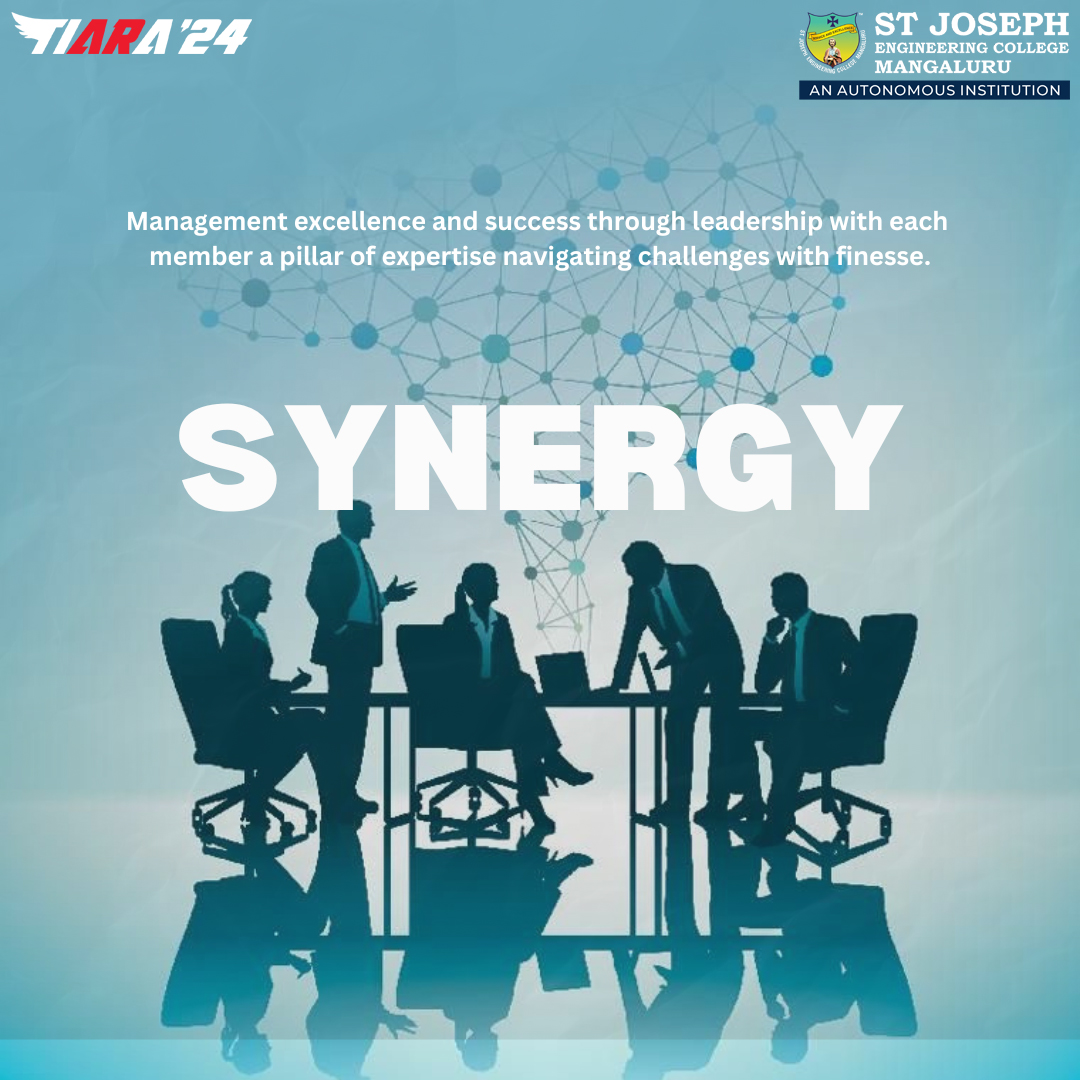 TIARA '24
ST JOSEPH
ENGINEERING COLLEGE
MANGALURU
AN AUTONOMOUS INSTITUTION
Management excellence and success through leadership with each
member a pillar of expertise navigating challenges with finesse.
SYNERGY